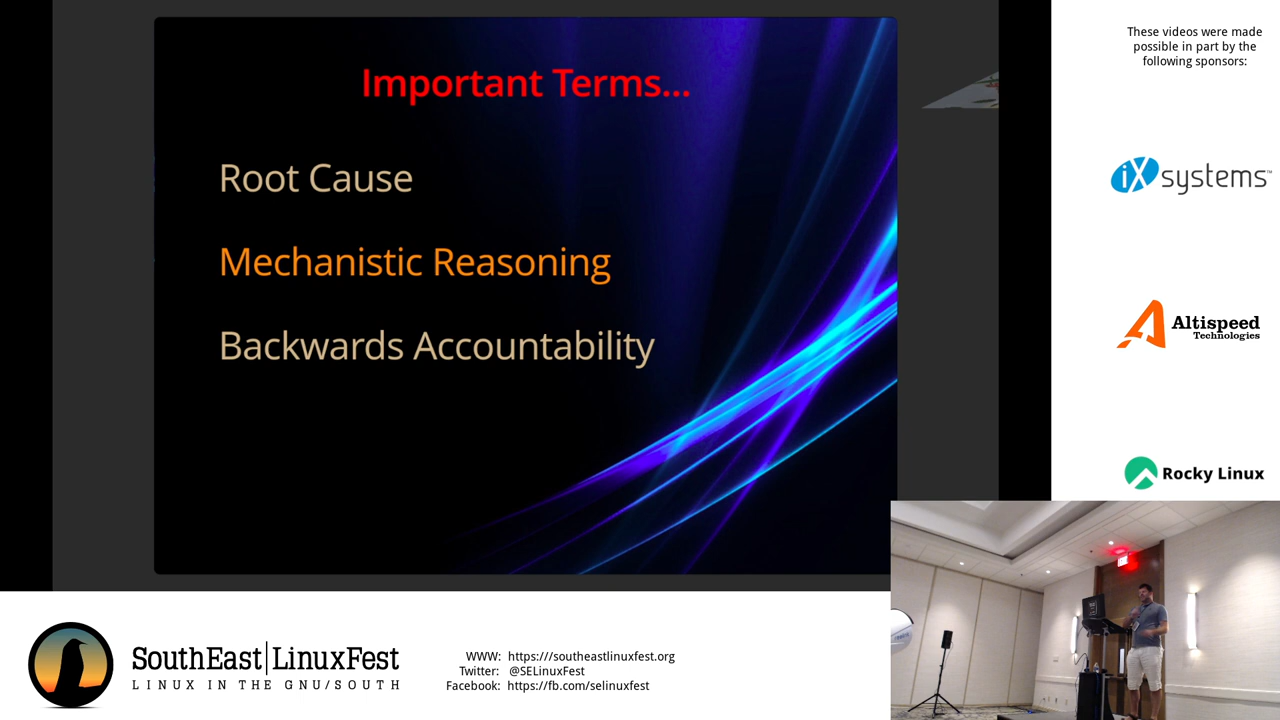 Important Terms...
Root Cause
Mechanistic Reasoning
Backwards Accountability
These videos were made
possible in part by the
following sponsors:
iXsystems™
Altispeed
Technologies
Rocky Linux
SouthEast|LinuxFest
LINUX IN THE GNU/SOUTH
WWW: https:///southeastlinuxfest.org
Twitter: @SELinuxFest
Facebook: https://fb.com/selinuxfest